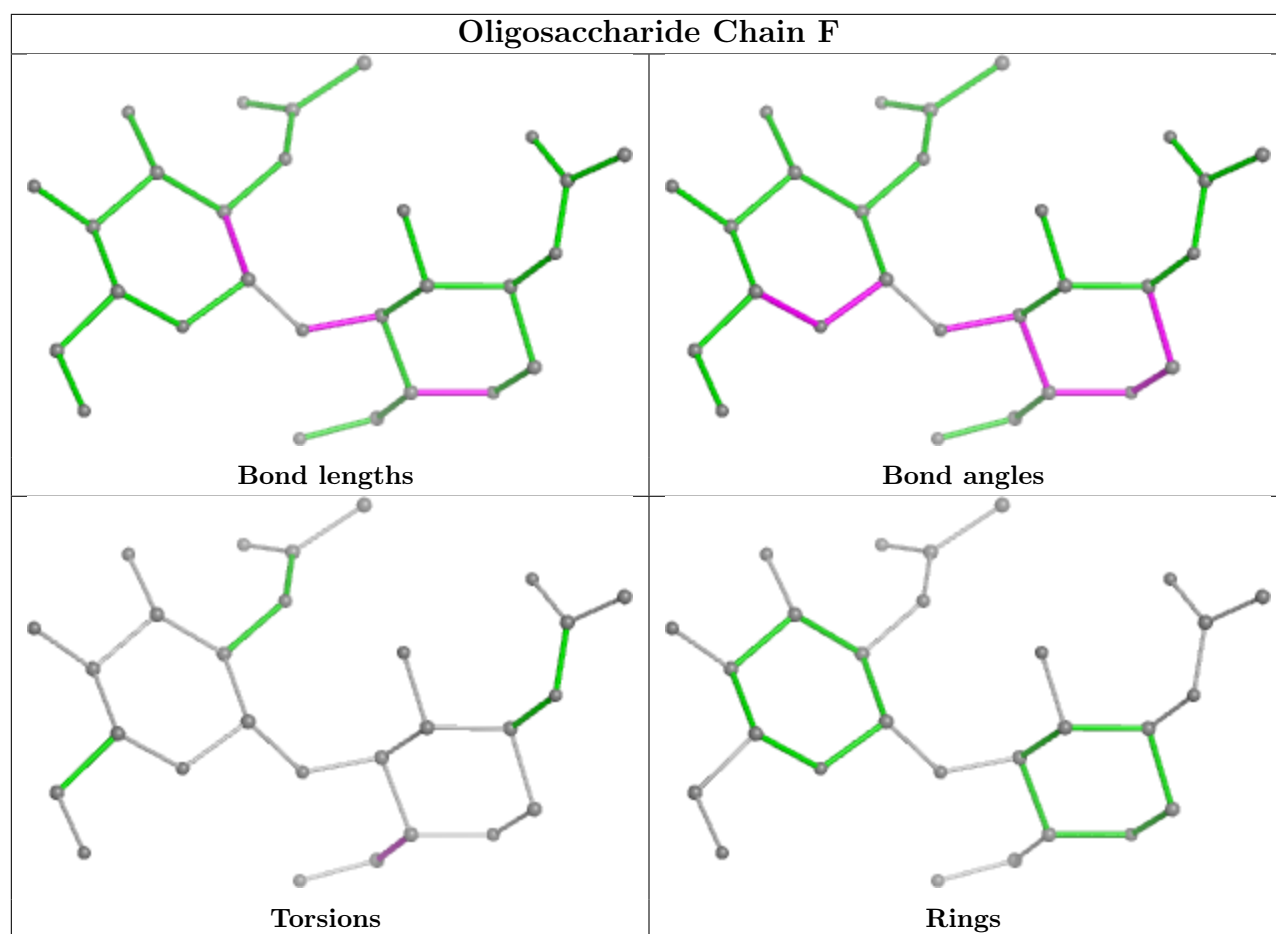 Oligosaccharide Chain F
Bond lengths
Bond angles
Torsions
Rings